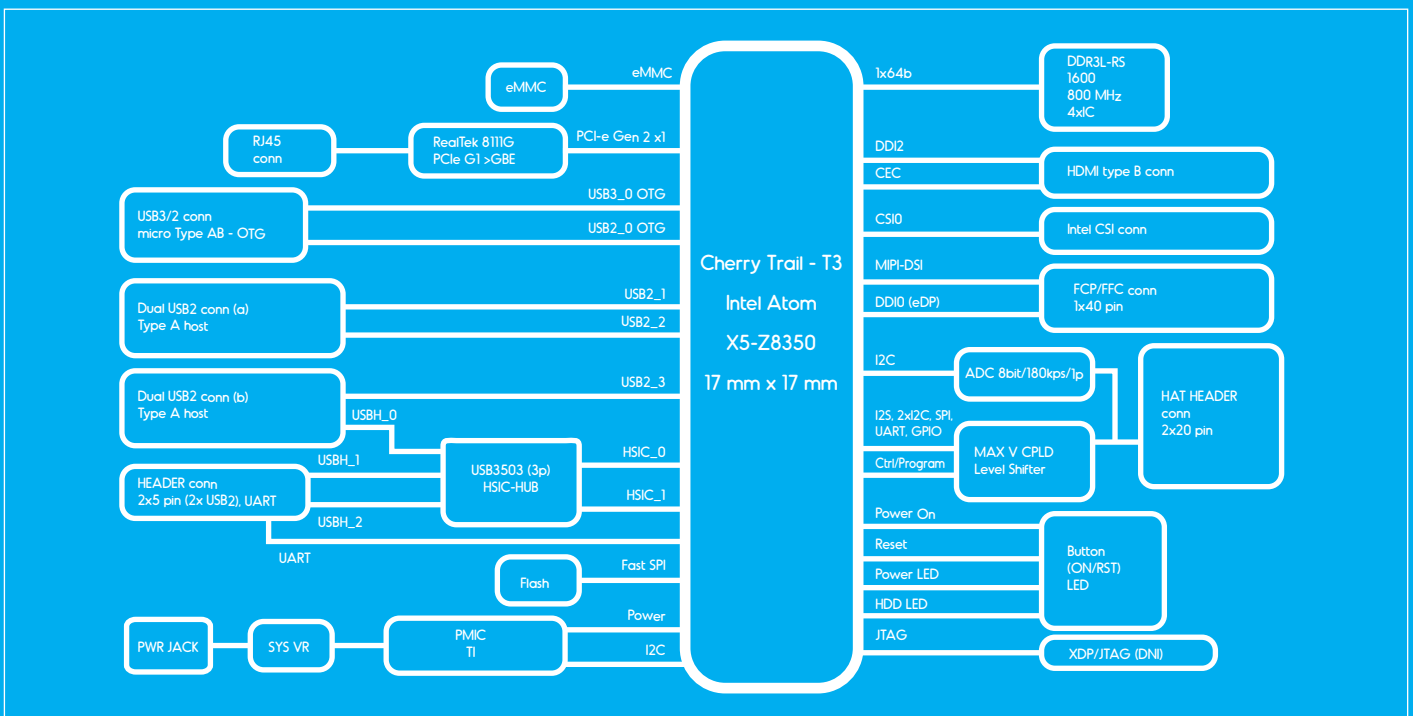 eMMC
eMMC
RJ45
conn
RealTek 8111G
PCIe G1 >GBE
PCI-e Gen 2 x1
USB3/2 conn
micro Type AB - OTG
USB3_0 OTG
USB2_0 OTG
Dual USB2 conn (a)
Type A host
USB2_1
USB2_2
Dual USB2 conn (b)
Type A host
USB2_3
USBH_0
USBH_1
HEADER conn
2x5 pin (2x USB2), UART
USBH_2
UART
USB3503 (3p)
HSIC-HUB
HSIC_0
HSIC_1
Flash
Fast SPI
PWR JACK
SYS VR
PMIC
TI
Power
I2C
Cherry Trail - T3
Intel Atom
X5-Z8350
17 mm x 17 mm
1x64b
DDR3L-RS
1600
800 MHz
4xIC
DDI2
CEC
HDMI type B conn
CSI0
Intel CSI conn
MIPI-DSI
DDI0 (eDP)
FCP/FFC conn
1x40 pin
I2C
ADC 8bit/180kps/1p
I2S, 2xI2C, SPI,
UART, GPIO
Ctrl/Program
MAX V CPLD
Level Shifter
HAT HEADER
conn
2x20 pin
Power On
Reset
Power LED
HDD LED
Button
(ON/RST)
LED
JTAG
XDP/JTAG (DNI)